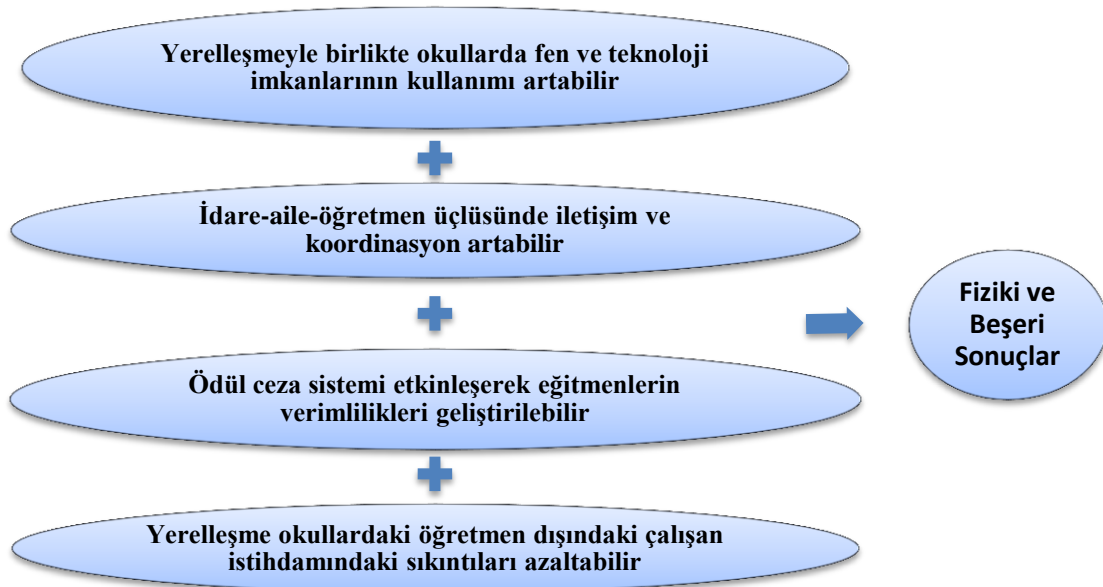 Yerelleşmeyle birlikte okullarda fen ve teknoloji
imkanlarının kullanımı artabilir
İdare-aile-öğretmen üçlüsünde iletişim ve
koordinasyon artabilir
Ödül ceza sistemi etkinleşerek eğitmenlerin
verimlilikleri geliştirilebilir
Yerelleşme okullardaki öğretmen dışındaki çalışan
istihdamındaki sıkıntıları azaltabilir
Fiziki ve
Beşeri
Sonuçlar